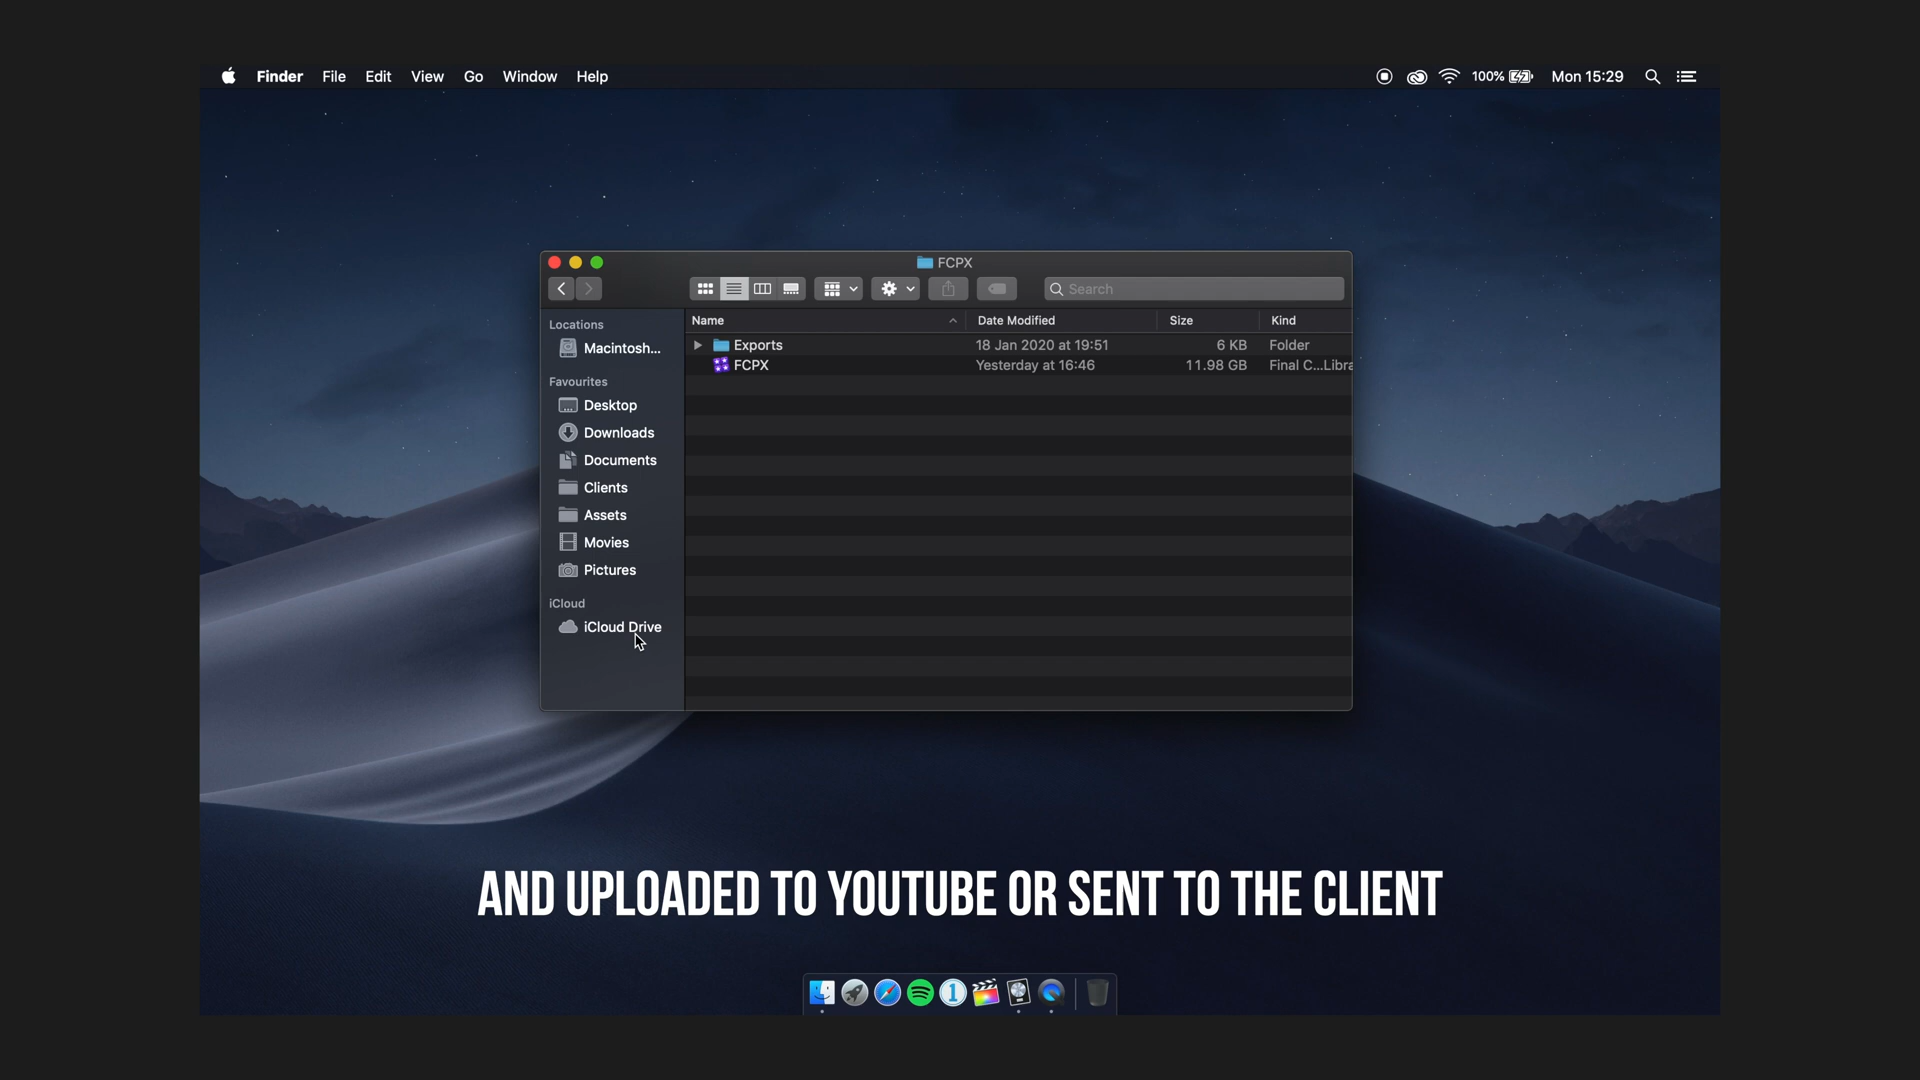 Finder File Edit View Go Window Help 100% Mon 15:29
FCPX
Search
Name Date Modified Size Kind
Exports 18 Jan 2020 at 19:51 6 KB Folder
FCPX Yesterday at 16:46 11.98 GB Final C...Libra
Locations
Macintosh...
Favourites
Desktop
Downloads
Documents
Clients
Assets
Movies
Pictures
iCloud
iCloud Drive
AND UPLOADED TO YOUTUBE OR SENT TO THE CLIENT
1